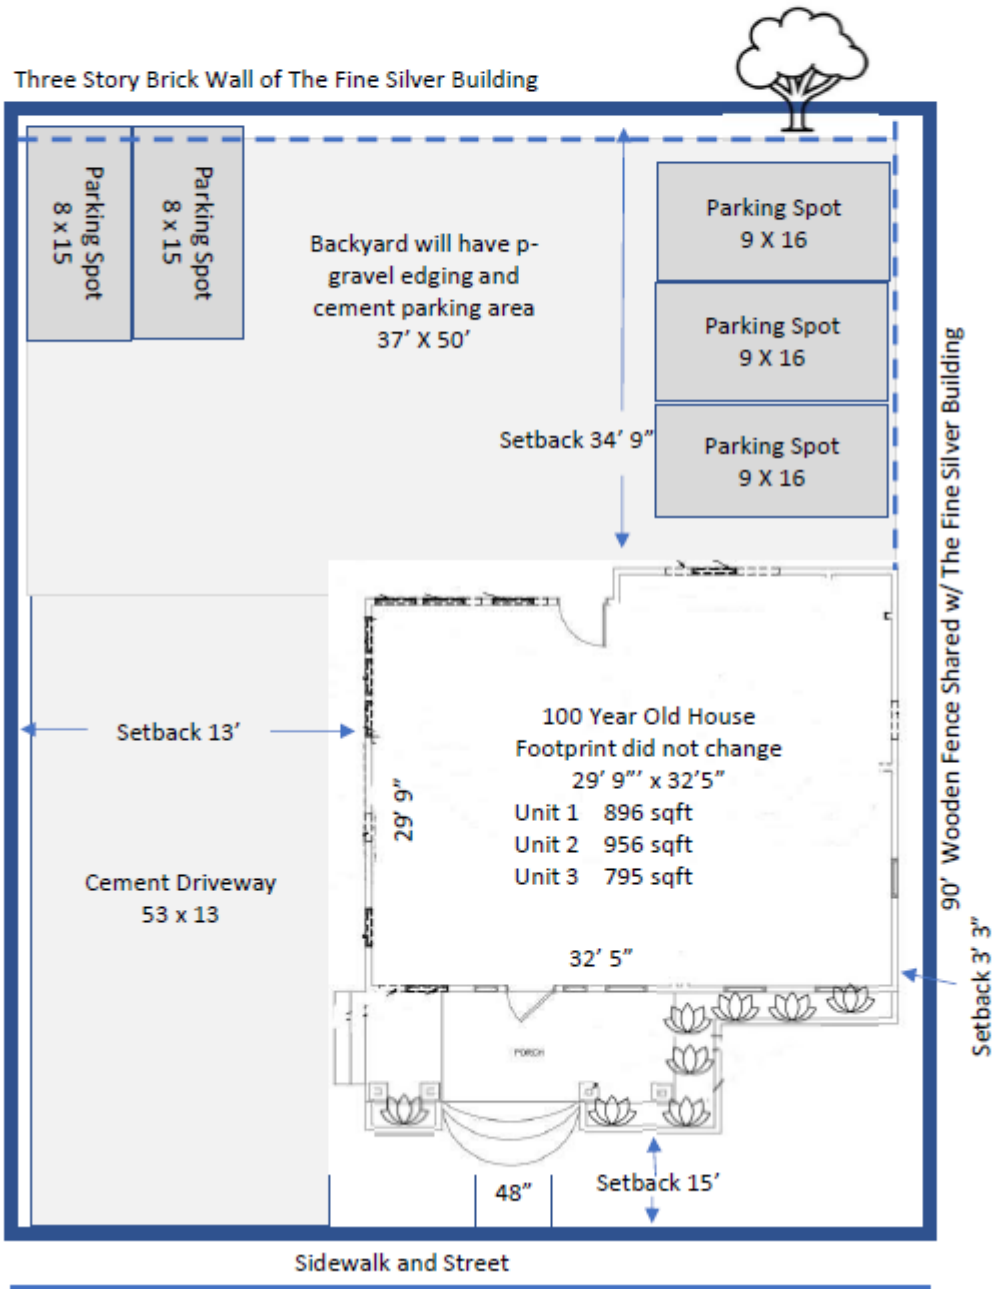 Three Story Brick Wall of The Fine Silver Building
Parking Spot
8 x 15
Parking Spot
8 x 15
Backyard will have p-
gravel edging and
cement parking area
37’ X 50’
Parking Spot
9 X 16
Parking Spot
9 X 16
Parking Spot
9 X 16
Setback 34’ 9”
90’ Wooden Fence Shared w/ The Fine Silver Building
Setback 13’
100 Year Old House
Footprint did not change
29’ 9”’ x 32’5”
Unit 1 896 sqft
Unit 2 956 sqft
Unit 3 795 sqft
29’ 9”
Cement Driveway
53 x 13
32’ 5”
Setback 3’ 3”
PORCH
Setback 15’
48”
Sidewalk and Street